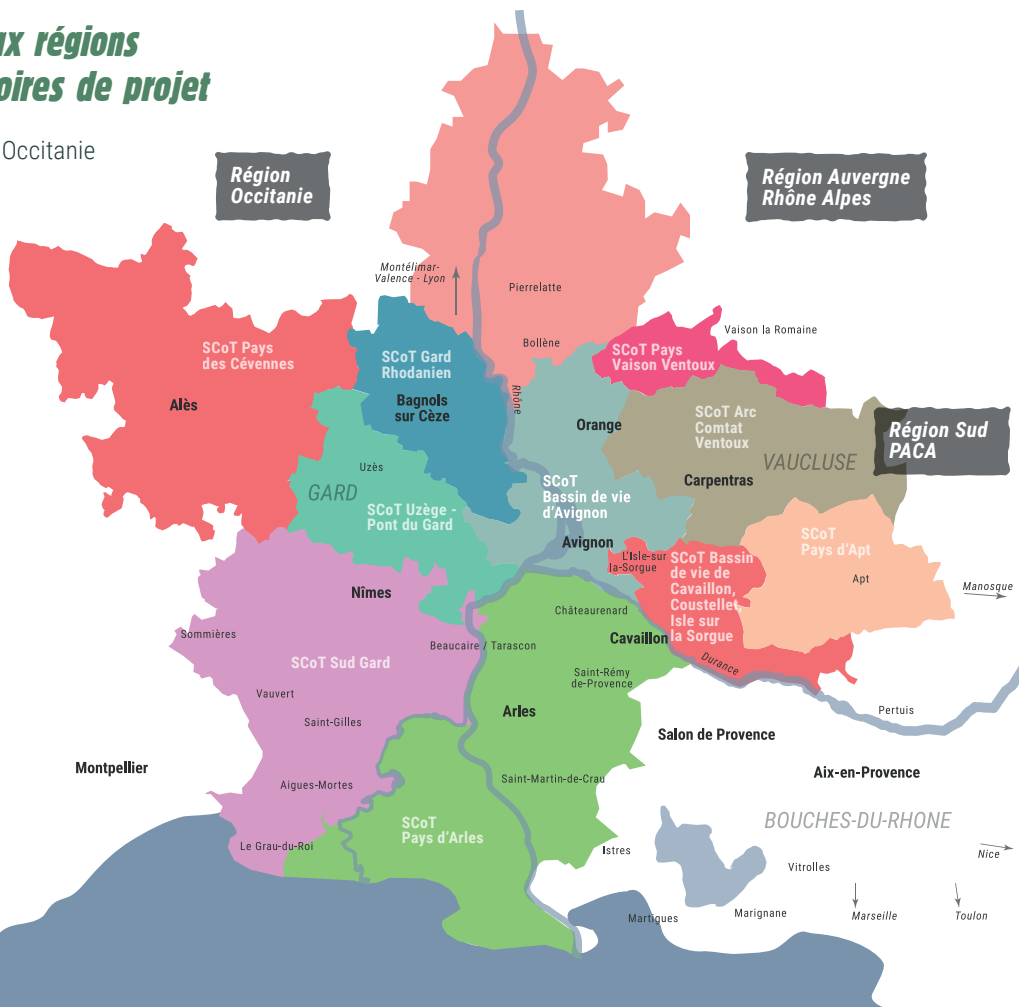 ux régions
oires de projet
Occitanie
Région
Occitanie
Région Auvergne
Rhône Alpes
Montélimar-
Valence - Lyon
Pierrelatte
Bollène
Vaison la Romaine
SCoT Pays
des Cévennes
SCoT Gard
Rhodanien
SCoT Pays
Vaison Ventoux
Alès
Bagnols
sur Cèze
Rhône
Orange
SCoT Arc
Comtat
Ventoux
Région Sud
PACA
VAUCLUSE
Uzès
GARD
Carpentras
SCoT
Bassin de vie
d'Avignon
SCoT Uzège -
Pont du Gard
SCoT
Pays d'Apt
Avignon
L'Isle-sur
la-Sorgue
SCoT Bassin
de vie de
Cavaillon,
Coustellet,
Isle sur
la Sorgue
Apt
Manosque
Nîmes
Châteaurenard
Sommières
Beaucaire / Tarascon
Cavaillon
SCoT Sud Gard
Durance
Saint-Rémy
de-Provence
Vauvert
Arles
Pertuis
Saint-Gilles
Salon de Provence
Montpellier
Aigues-Mortes
Saint-Martin-de-Crau
Aix-en-Provence
SCoT
Pays d'Arles
BOUCHES-DU-RHONE
Le Grau-du-Roi
Istres
Nice
Vitrolles
Martigues
Marignane
Marseille
Toulon